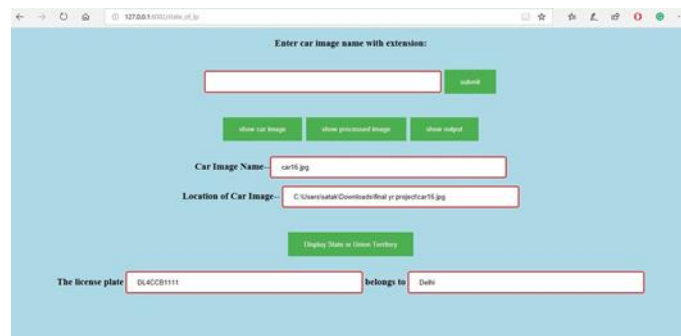 127.0.0.1:8000/state_of_lp
Enter car image name with extension:
submit
show car image show processed image show output
Car Image Name-- car16.jpg
Location of Car Image-- C:\Users\satak\Downloads\final yr project\car16.jpg
Display State or Union Territory
The license plate DL4CCB1111 belongs to Delhi